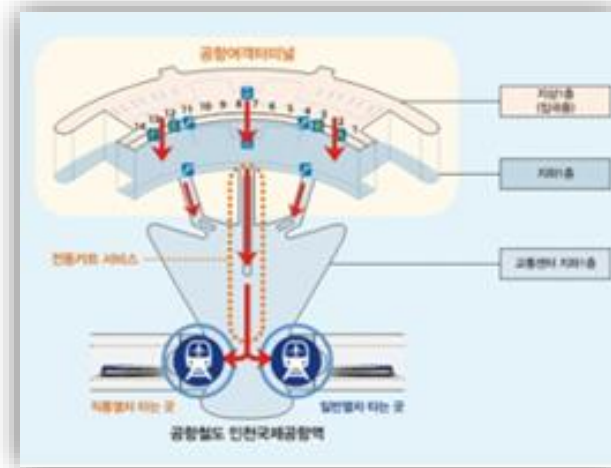 공항여객터미널
지상1층
(입국층)
14 13 12 11 10 9 8 7 6 5 4 3 2 1
지하1층
전동카트 서비스
교통센터 지하1층
직통열차 타는 곳
일반열차 타는 곳
공항철도 인천국제공항역